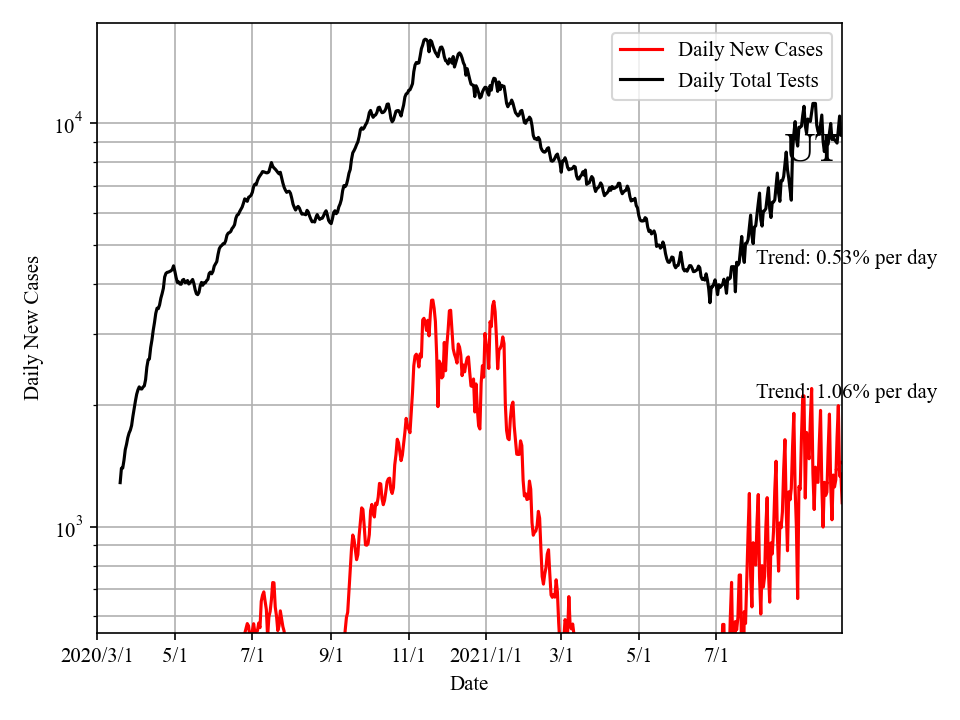 Daily New Cases
Daily Total Tests
10^4
UT
Trend: 0.53% per day
Daily New Cases
Trend: 1.06% per day
10^3
2020/3/1 5/1 7/1 9/1 11/1 2021/1/1 3/1 5/1 7/1
Date